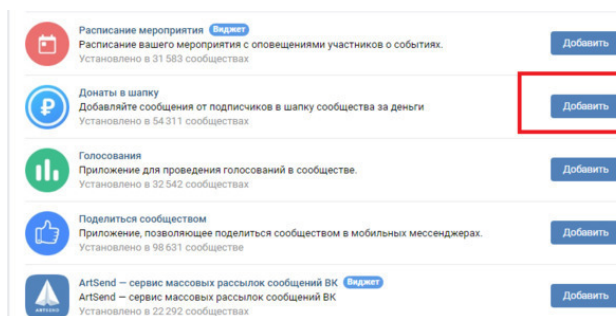 Расписание мероприятия Виджет
Расписание вашего мероприятия с оповещениями участников о событиях.
Установлено в 31 583 сообществах
Добавить
Донаты в шапку
Добавляйте сообщения от подписчиков в шапку сообщества за деньги
Установлено в 54 311 сообществах
Добавить
Голосования
Приложение для проведения голосований в сообществе.
Установлено в 32 542 сообществах
Добавить
Поделиться сообществом
Приложение, позволяющее поделиться сообществом в мобильных мессенджерах.
Установлено в 98 631 сообществе
Добавить
ArtSend — сервис массовых рассылок сообщений ВК Виджет
ArtSend — сервис массовых рассылок сообщений ВК
Установлено в 22 292 сообществах
Добавить
ARTSEND